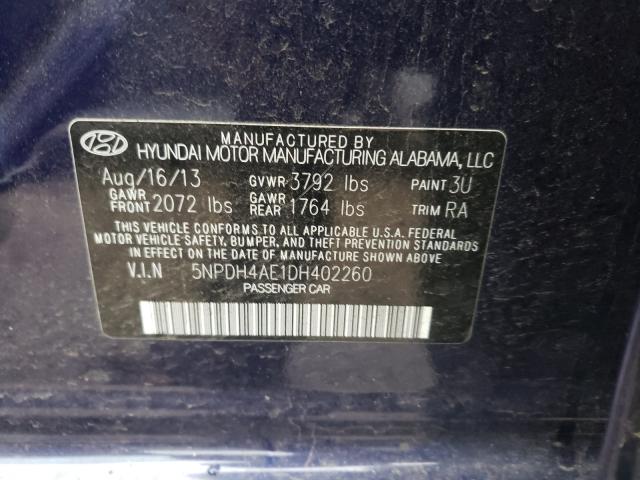 MANUFACTURED BY
HYUNDAI MOTOR MANUFACTURING ALABAMA, LLC
Aug/16/13 GVWR 3792 lbs PAINT 3U
GAWR FRONT 2072 lbs GAWR REAR 1764 lbs TRIM RA
THIS VEHICLE CONFORMS TO ALL APPLICABLE U.S.A. FEDERAL
MOTOR VEHICLE SAFETY, BUMPER, AND THEFT PREVENTION STANDARDS
IN EFFECT ON THE DATE OF MANUFACTURE SHOWN ABOVE.
V.I.N 5NPDH4AE1DH402260
PASSENGER CAR